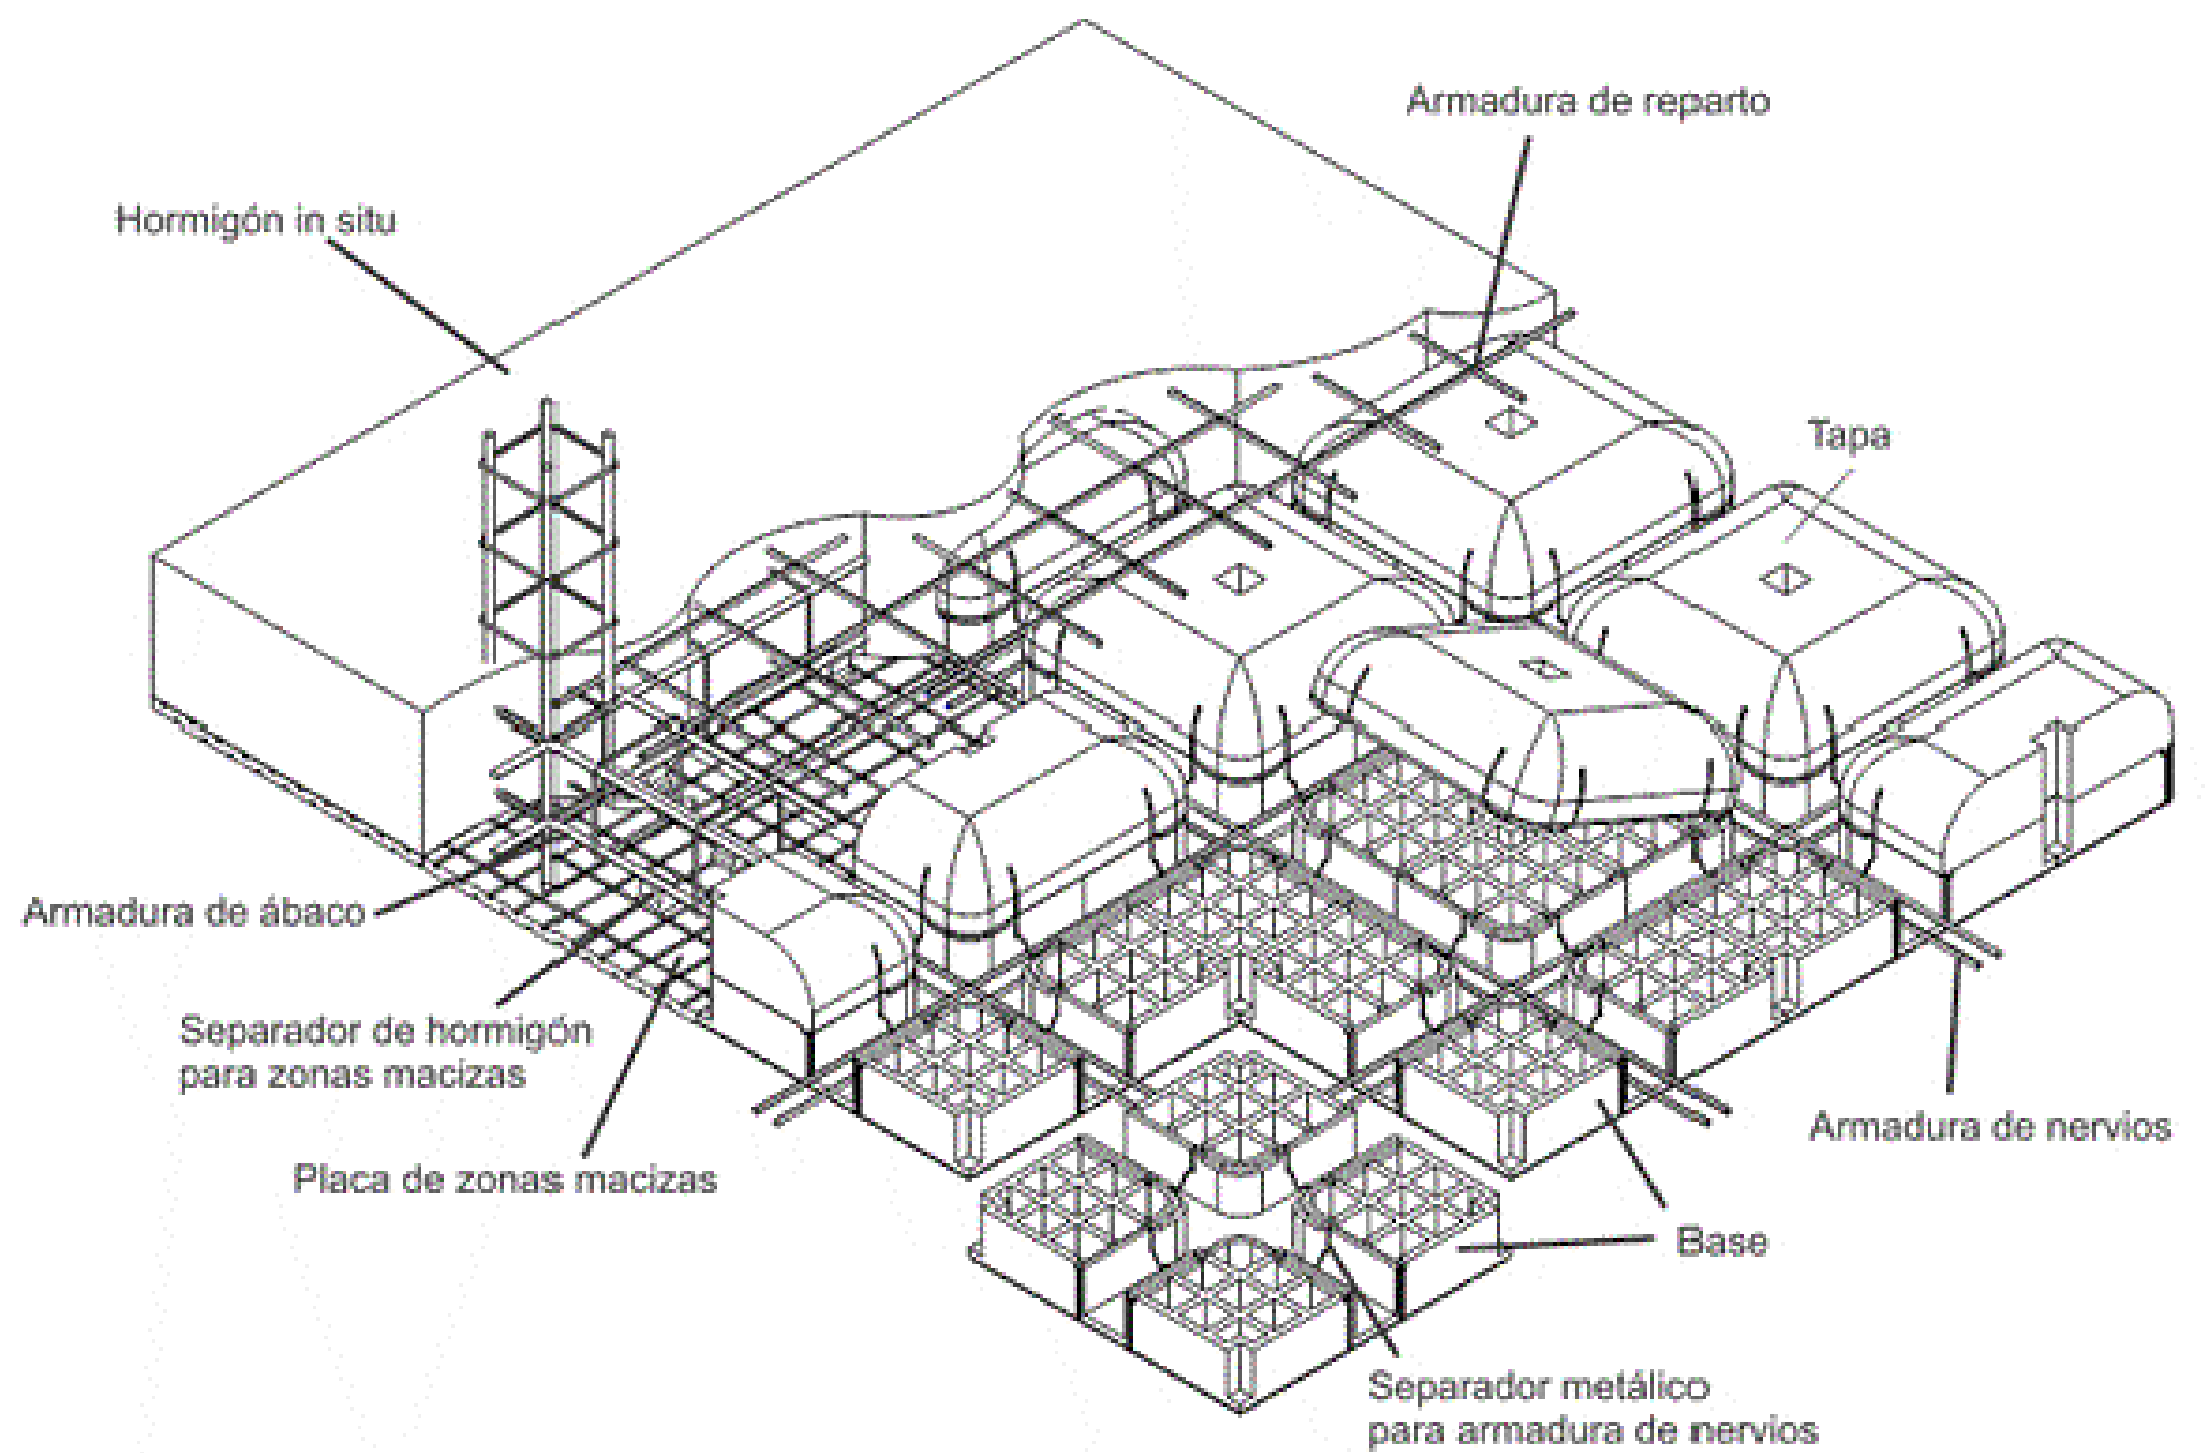 Armadura de reparto
Hormigón in situ
Tapa
Armadura de ábaco
Separador de hormigón
para zonas macizas
Armadura de nervios
Placa de zonas macizas
Base
Separador metálico
para armadura de nervios